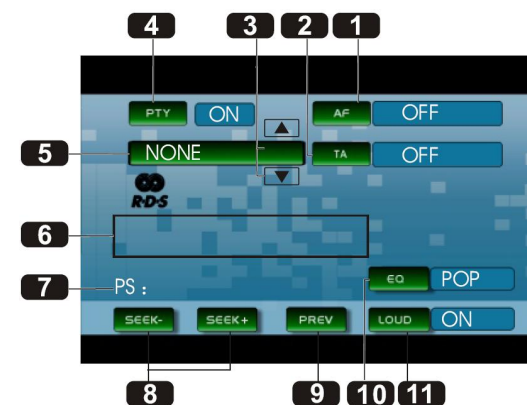 4 3 2 1
PTY ON AF OFF
5 NONE TA OFF
R·D·S
6
7 PS :
EQ POP
SEEK- SEEK+ PREV LOUD ON
8 9 10 11